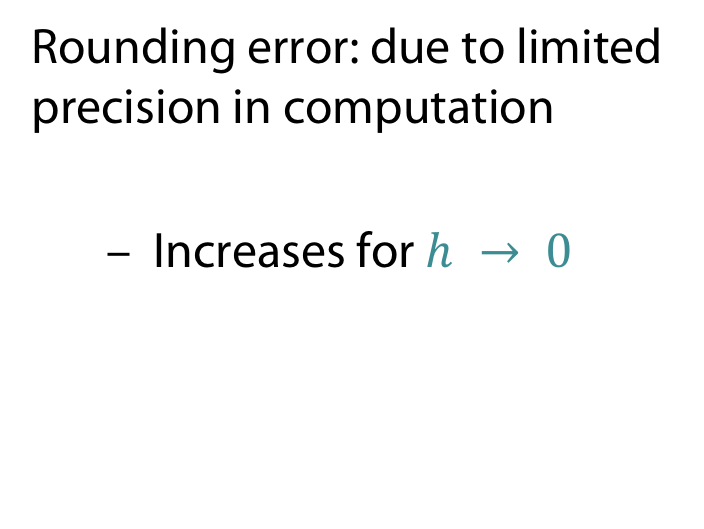 Rounding error: due to limited
precision in computation
– Increases for h → 0